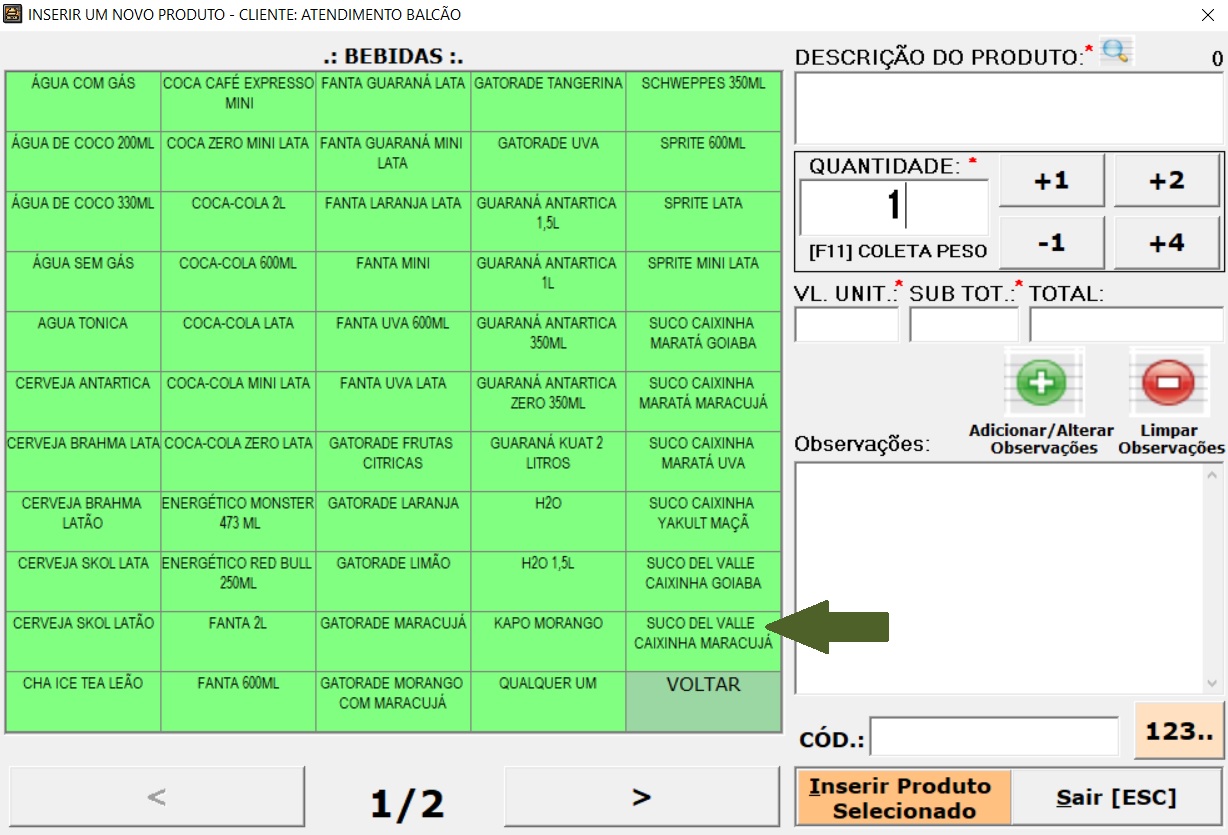 INSERIR UM NOVO PRODUTO - CLIENTE: ATENDIMENTO BALCÃO
.: BEBIDAS :.
ÁGUA COM GÁS
COCA CAFÉ EXPRESSO
MINI
FANTA GUARANÁ LATA
GATORADE TANGERINA
SCHWEPPES 350ML
ÁGUA DE COCO 200ML
COCA ZERO MINI LATA
FANTA GUARANÁ MINI
LATA
GATORADE UVA
SPRITE 600ML
ÁGUA DE COCO 330ML
COCA-COLA 2L
FANTA LARANJA LATA
GUARANÁ ANTARTICA
1,5L
SPRITE LATA
ÁGUA SEM GÁS
COCA-COLA 600ML
FANTA MINI
GUARANÁ ANTARTICA
1L
SPRITE MINI LATA
AGUA TONICA
COCA-COLA LATA
FANTA UVA 600ML
GUARANÁ ANTARTICA
350ML
SUCO CAIXINHA
MARATÁ GOIABA
CERVEJA ANTARTICA
COCA-COLA MINI LATA
FANTA UVA LATA
GUARANÁ ANTARTICA
ZERO 350ML
SUCO CAIXINHA
MARATÁ MARACUJÁ
CERVEJA BRAHMA LATA
COCA-COLA ZERO LATA
GATORADE FRUTAS
CITRICAS
GUARANÁ KUAT 2
LITROS
SUCO CAIXINHA
MARATÁ UVA
CERVEJA BRAHMA
LATÃO
ENERGÉTICO MONSTER
473 ML
GATORADE LARANJA
H2O
SUCO CAIXINHA
YAKULT MAÇÃ
CERVEJA SKOL LATA
ENERGÉTICO RED BULL
250ML
GATORADE LIMÃO
H2O 1,5L
SUCO DEL VALLE
CAIXINHA GOIABA
CERVEJA SKOL LATÃO
FANTA 2L
GATORADE MARACUJÁ
KAPO MORANGO
SUCO DEL VALLE
CAIXINHA MARACUJÁ
CHA ICE TEA LEÃO
FANTA 600ML
GATORADE MORANGO
COM MARACUJÁ
QUALQUER UM
VOLTAR
<
1/2
>
DESCRIÇÃO DO PRODUTO:*
0
QUANTIDADE: *
1
+1
+2
-1
+4
[F11] COLETA PESO
VL. UNIT.:* SUB TOT.:* TOTAL:
Observações:
Adicionar/Alterar
Observações
Limpar
Observações
CÓD.:
123..
Inserir Produto
Selecionado
Sair [ESC]